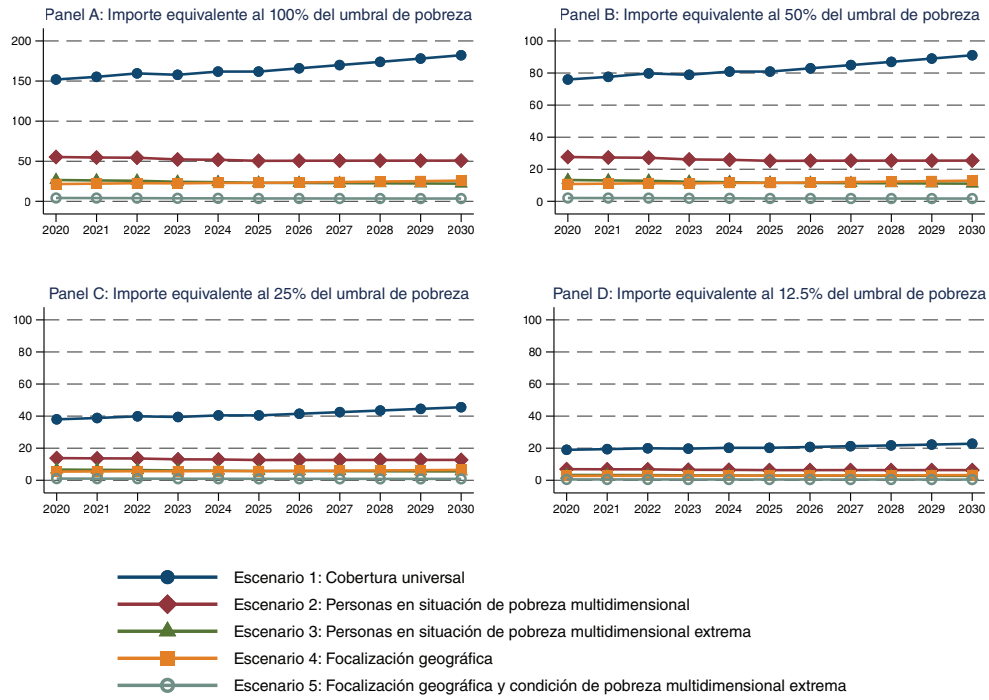 Panel A: Importe equivalente al 100% del umbral de pobreza
200
150
100
50
0
2020 2021 2022 2023 2024 2025 2026 2027 2028 2029 2030
Panel B: Importe equivalente al 50% del umbral de pobreza
100
80
60
40
20
0
2020 2021 2022 2023 2024 2025 2026 2027 2028 2029 2030
Panel C: Importe equivalente al 25% del umbral de pobreza
100
80
60
40
20
0
2020 2021 2022 2023 2024 2025 2026 2027 2028 2029 2030
Panel D: Importe equivalente al 12.5% del umbral de pobreza
100
80
60
40
20
0
2020 2021 2022 2023 2024 2025 2026 2027 2028 2029 2030
Escenario 1: Cobertura universal
Escenario 2: Personas en situación de pobreza multidimensional
Escenario 3: Personas en situación de pobreza multidimensional extrema
Escenario 4: Focalización geográfica
Escenario 5: Focalización geográfica y condición de pobreza multidimensional extrema